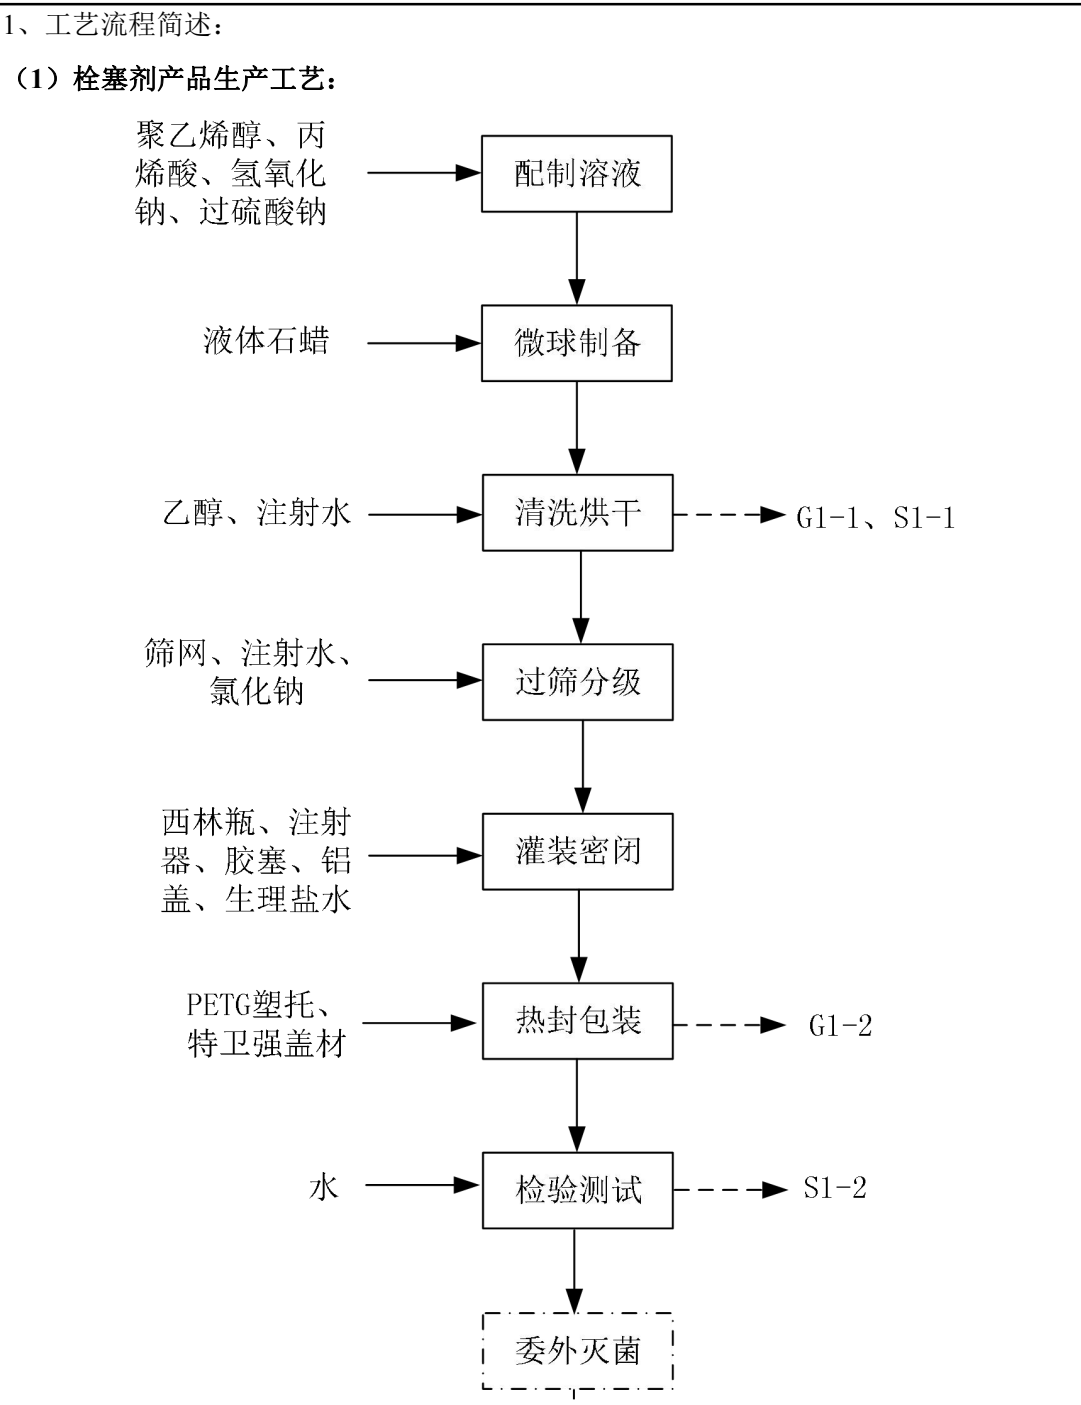 1、工艺流程简述：
（1）栓塞剂产品生产工艺：
聚乙烯醇、丙
烯酸、氢氧化
钠、过硫酸钠
配制溶液
液体石蜡
微球制备
乙醇、注射水
清洗烘干
G1-1、S1-1
筛网、注射水、
氯化钠
过筛分级
西林瓶、注射
器、胶塞、铝
盖、生理盐水
灌装密闭
PETG塑托、
特卫强盖材
热封包装
G1-2
水
检验测试
S1-2
委外灭菌